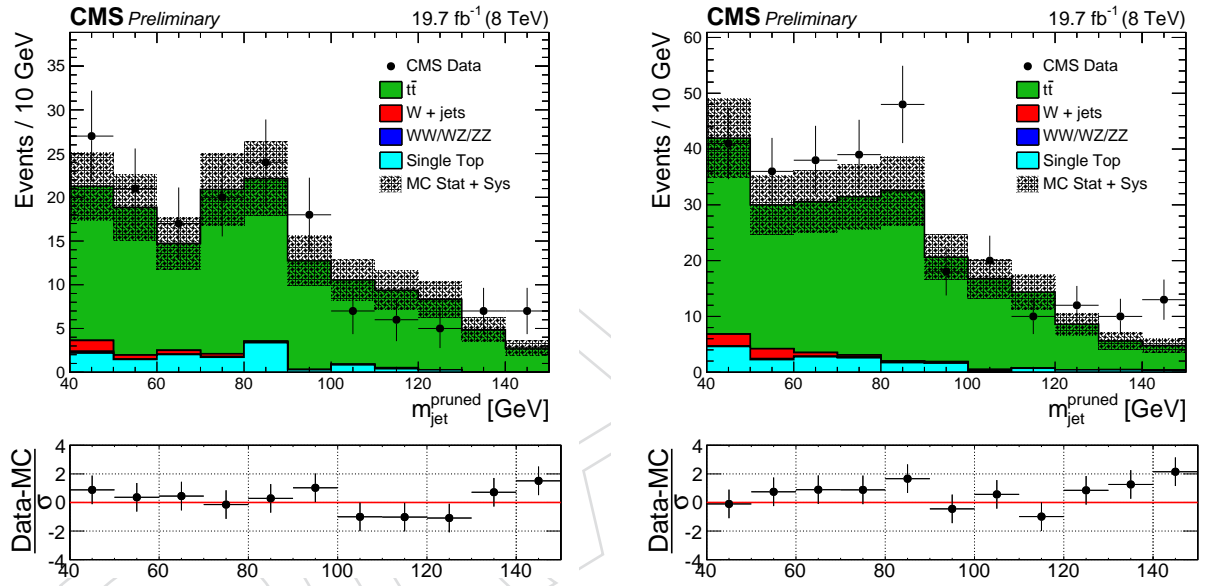 CMS Preliminary 19.7 fb⁻¹ (8 TeV)
Events / 10 GeV
35
30
25
20
15
10
5
0
CMS Data
tt̄
W + jets
WW/WZ/ZZ
Single Top
MC Stat + Sys
40 60 80 100 120 140
m_jet^pruned [GeV]
Data-MC
σ
4
2
0
-2
-4
40 60 80 100 120 140
CMS Preliminary 19.7 fb⁻¹ (8 TeV)
Events / 10 GeV
60
50
40
30
20
10
0
CMS Data
tt̄
W + jets
WW/WZ/ZZ
Single Top
MC Stat + Sys
40 60 80 100 120 140
m_jet^pruned [GeV]
Data-MC
σ
4
2
0
-2
-4
40 60 80 100 120 140